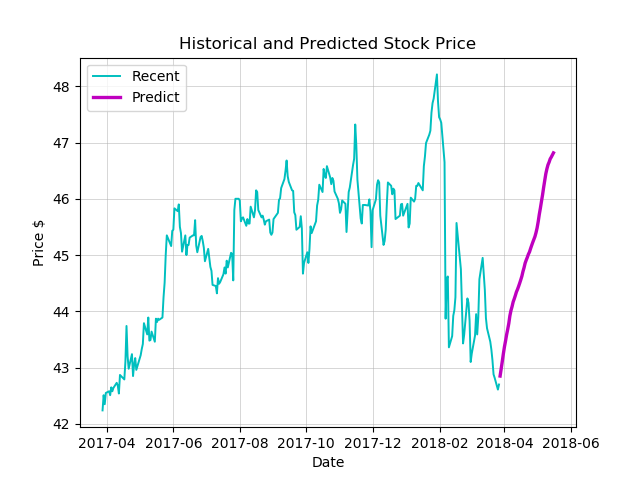 Historical and Predicted Stock Price
Recent
Predict
48
47
46
45
44
43
42
Price $
2017-04 2017-06 2017-08 2017-10 2017-12 2018-02 2018-04 2018-06
Date